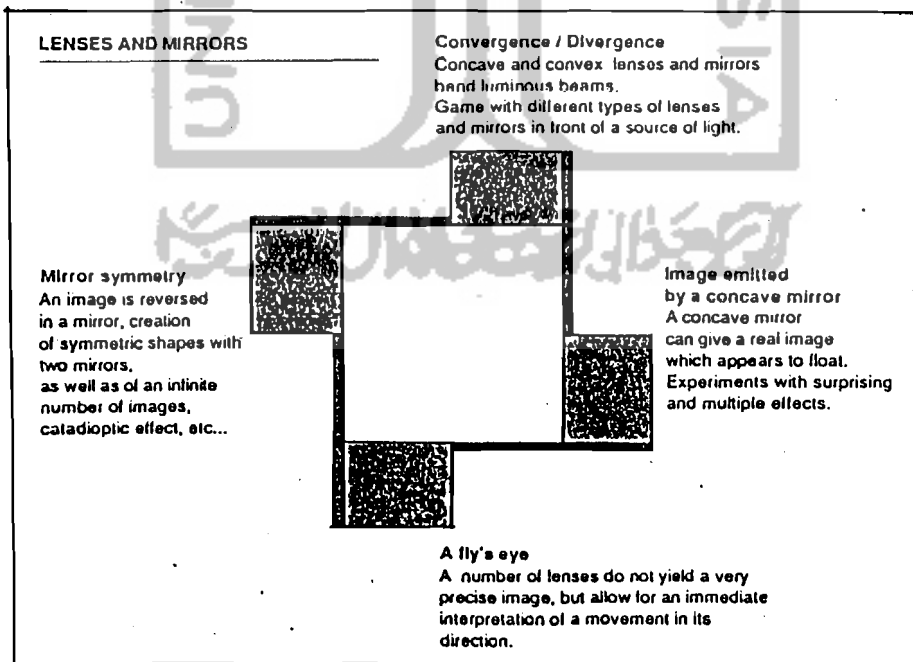 LENSES AND MIRRORS
Convergence / Divergence
Concave and convex lenses and mirrors
bend luminous beams.
Game with different types of lenses
and mirrors in front of a source of light.
Mirror symmetry
An image is reversed
in a mirror, creation
of symmetric shapes with
two mirrors,
as well as of an infinite
number of images,
catadioptic effect, etc...
Image emitted
by a concave mirror
A concave mirror
can give a real image
which appears to float.
Experiments with surprising
and multiple effects.
A fly's eye
A number of lenses do not yield a very
precise image, but allow for an immediate
interpretation of a movement in its
direction.